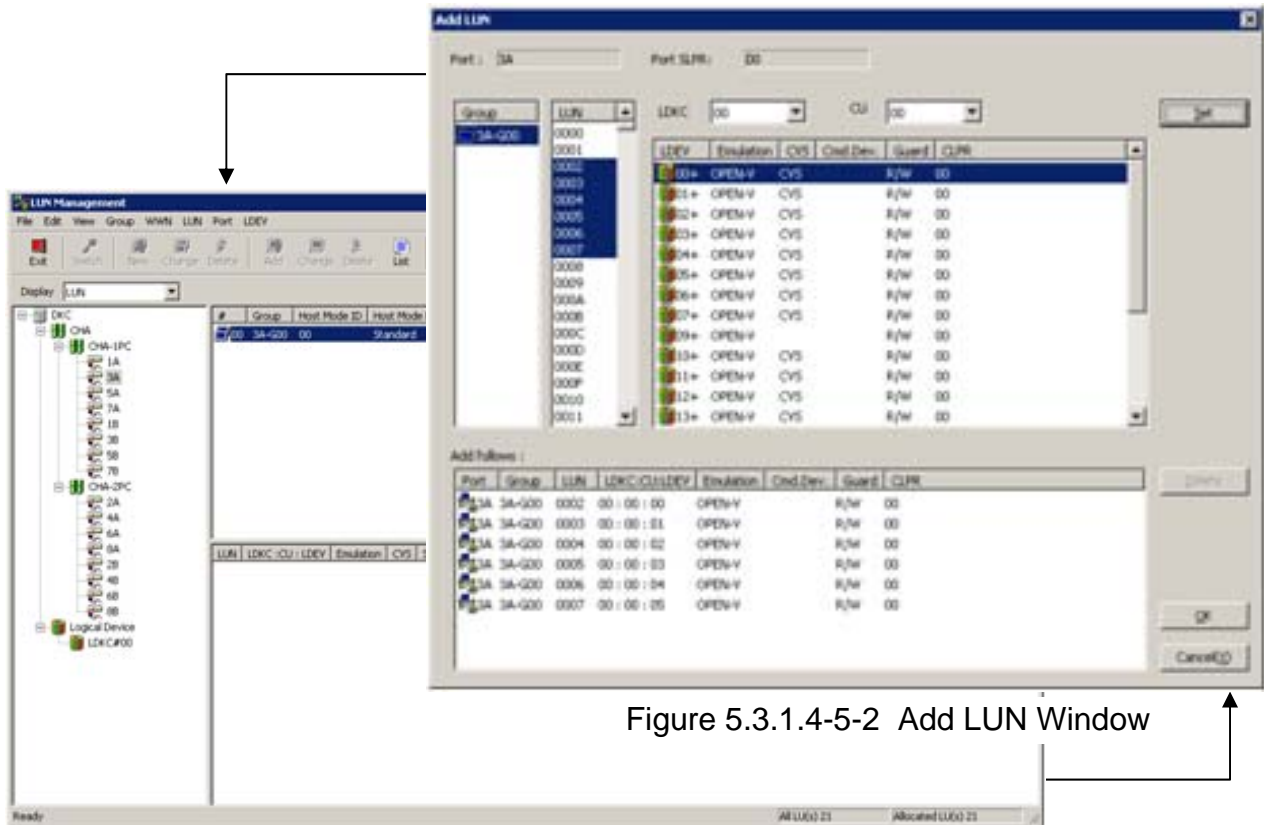 Add LUN
Port : 3A Port SLPR: 00
Group LUN LDKC 00 CU 00 Set
3A-G00
0000
0001
0002
0003
0004
0005
0006
0007
0008
0009
000A
000B
000C
000D
000E
000F
0010
0011
LDEV Emulation CVS Cmd.Dev. Guard CLPR
00+ OPEN-V CVS R/W 00
01+ OPEN-V CVS R/W 00
02+ OPEN-V CVS R/W 00
03+ OPEN-V CVS R/W 00
04+ OPEN-V CVS R/W 00
05+ OPEN-V CVS R/W 00
06+ OPEN-V CVS R/W 00
07+ OPEN-V CVS R/W 00
09+ OPEN-V R/W 00
10+ OPEN-V CVS R/W 00
11+ OPEN-V CVS R/W 00
12+ OPEN-V CVS R/W 00
13+ OPEN-V CVS R/W 00
Add Follows :
Port Group LUN LDKC:CU:LDEV Emulation Cmd.Dev. Guard CLPR
3A 3A-G00 0002 00 : 00 : 00 OPEN-V R/W 00
3A 3A-G00 0003 00 : 00 : 01 OPEN-V R/W 00
3A 3A-G00 0004 00 : 00 : 02 OPEN-V R/W 00
3A 3A-G00 0005 00 : 00 : 03 OPEN-V R/W 00
3A 3A-G00 0006 00 : 00 : 04 OPEN-V R/W 00
3A 3A-G00 0007 00 : 00 : 05 OPEN-V R/W 00
Delete
OK
Cancel
Figure 5.3.1.4-5-2 Add LUN Window
LUN Management
File Edit View Group WWN LUN Port LDEV
Exit Switch New Change Delete Add Change Delete List
Display LUN
DKC
CHA
CHA-1PC
1A
3A
5A
7A
1B
3B
5B
7B
CHA-2PC
2A
4A
6A
8A
2B
4B
6B
8B
Logical Device
LDKC#00
# Group Host Mode ID Host Mode
00 3A-G00 00 Standard
LUN LDKC :CU : LDEV Emulation CVS
Ready All LU(s) 21 Allocated LU(s) 21